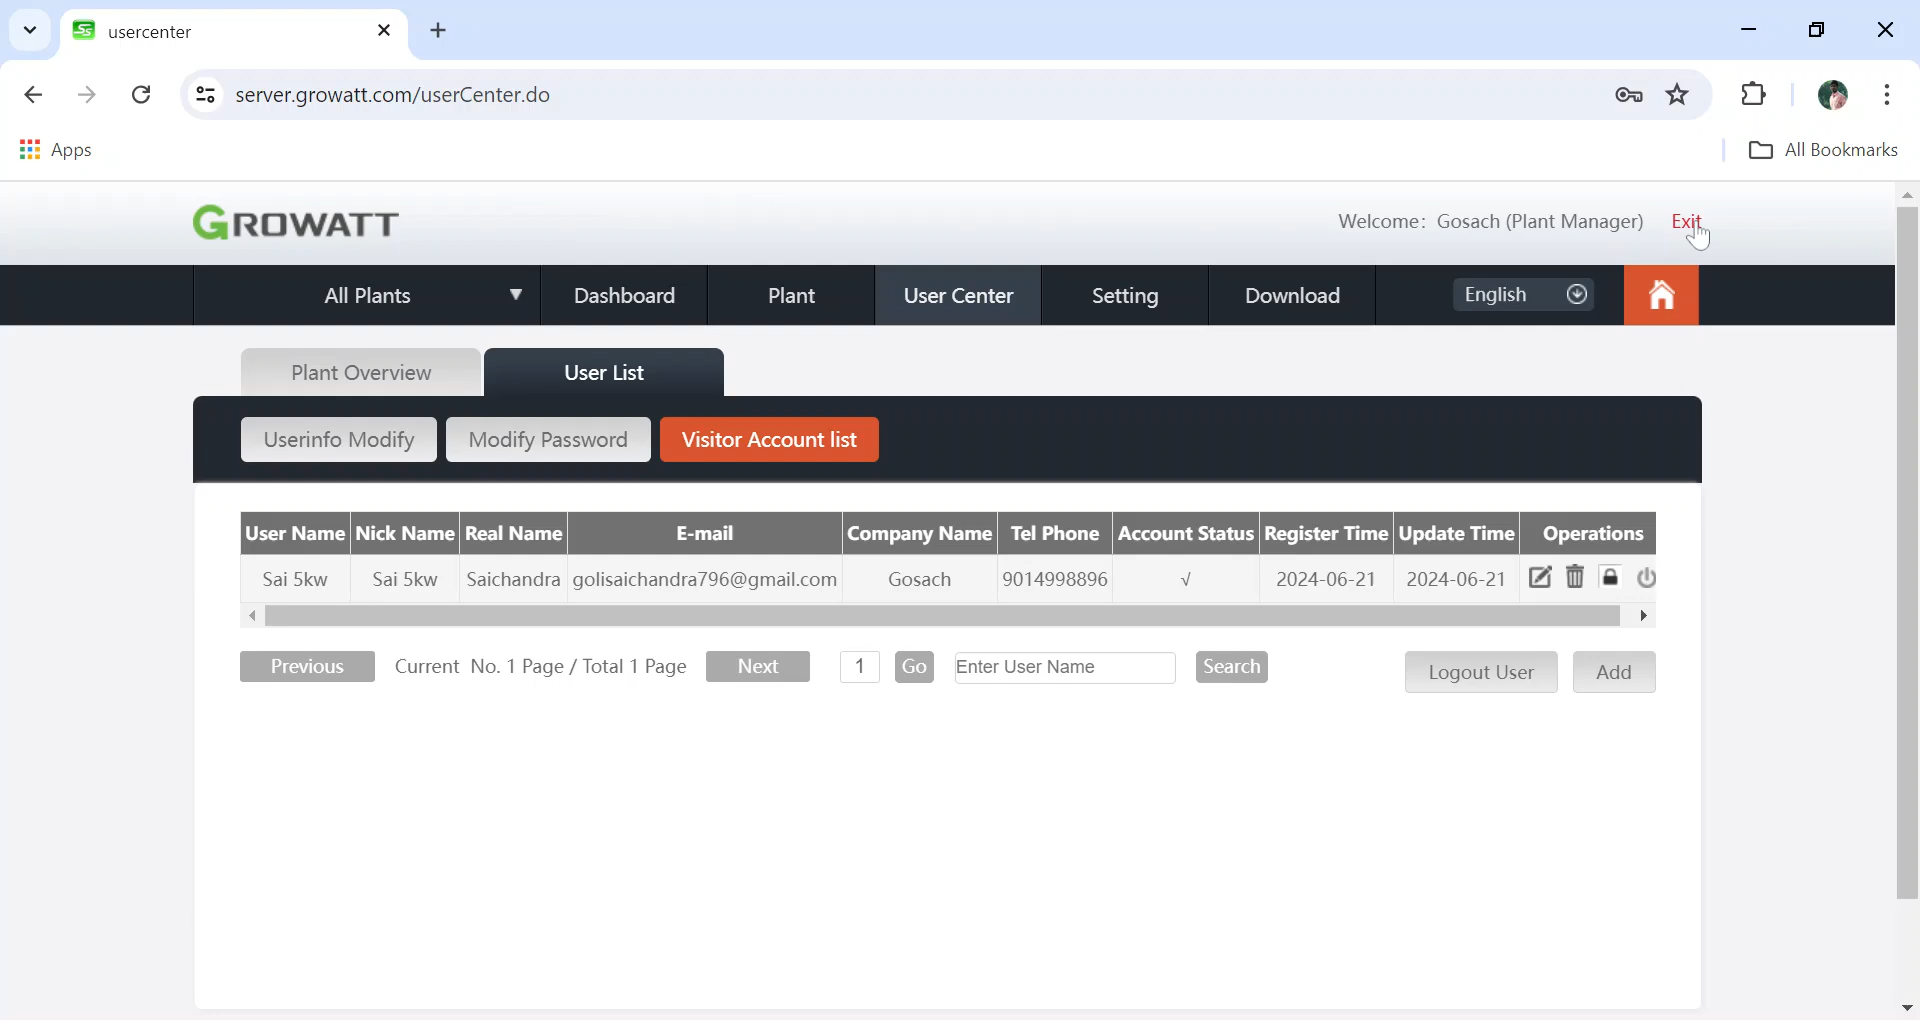 usercenter
server.growatt.com/userCenter.do
Apps
All Bookmarks
GROWATT
Welcome: Gosach (Plant Manager) Exit
All Plants Dashboard Plant User Center Setting Download English
Plant Overview User List
Userinfo Modify Modify Password Visitor Account list
User Name Nick Name Real Name E-mail Company Name Tel Phone Account Status Register Time Update Time Operations
Sai 5kw Sai 5kw Saichandra golisaichandra796@gmail.com Gosach 9014998896 √ 2024-06-21 2024-06-21
Previous Current No. 1 Page / Total 1 Page Next 1 Go Enter User Name Search Logout User Add